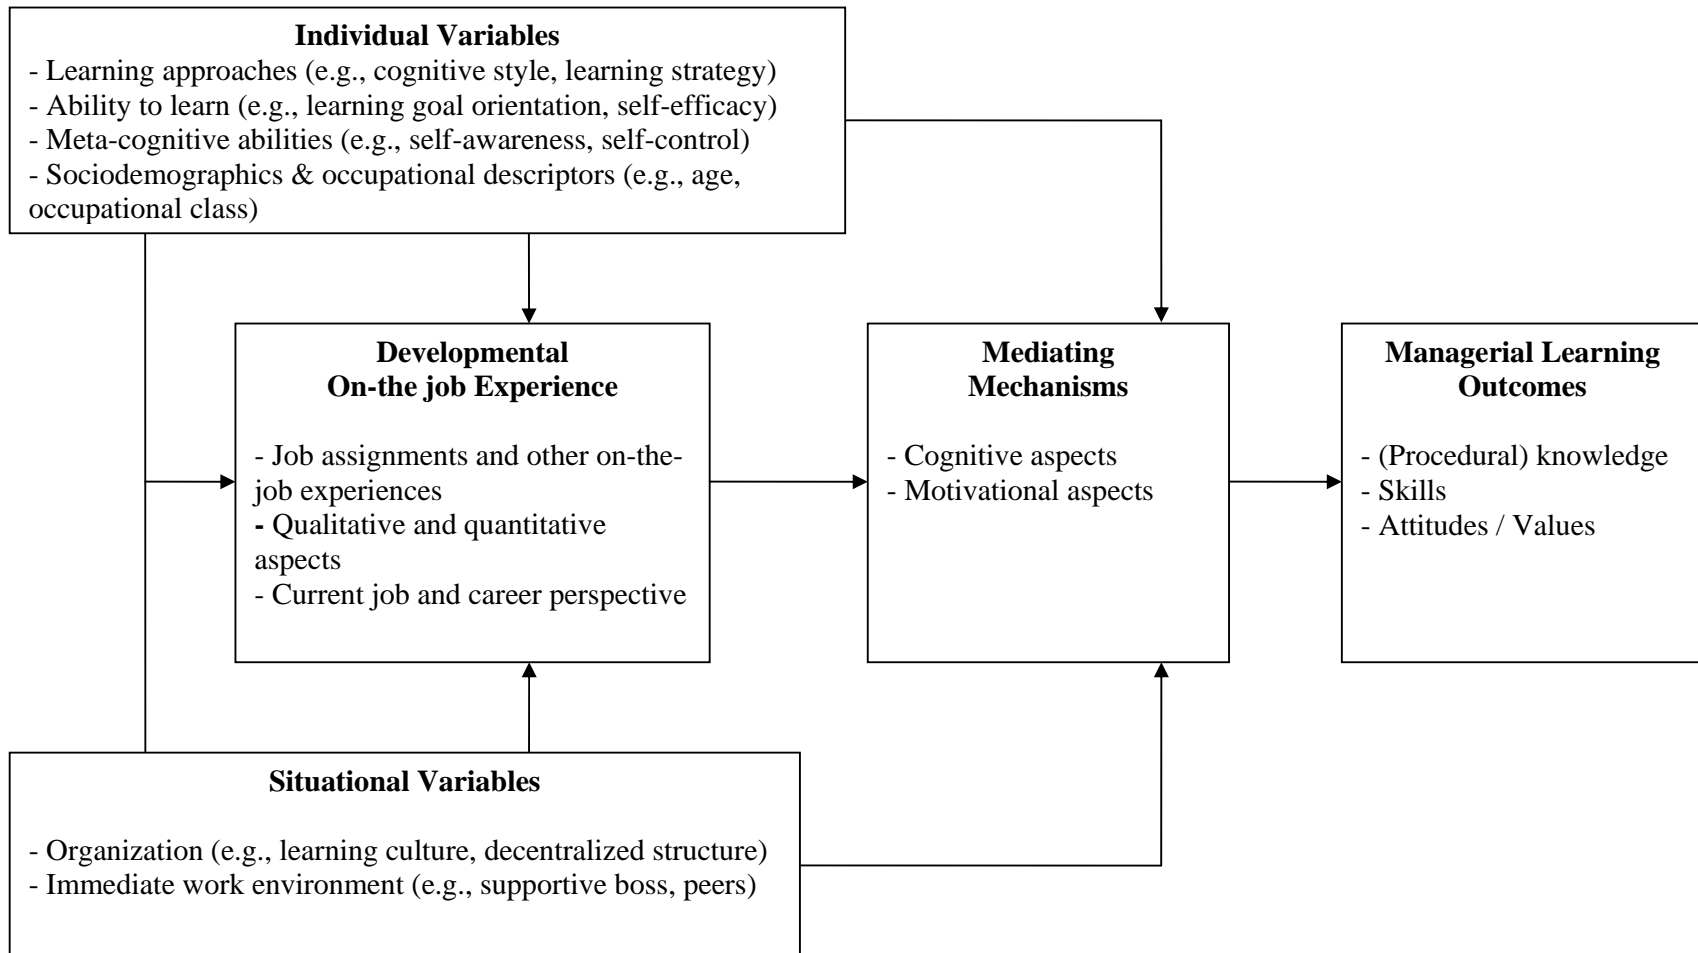 Individual Variables
- Learning approaches (e.g., cognitive style, learning strategy)
- Ability to learn (e.g., learning goal orientation, self-efficacy)
- Meta-cognitive abilities (e.g., self-awareness, self-control)
- Sociodemographics & occupational descriptors (e.g., age,
occupational class)
Developmental
On-the job Experience
- Job assignments and other on-the-
job experiences
- Qualitative and quantitative
aspects
- Current job and career perspective
Mediating
Mechanisms
- Cognitive aspects
- Motivational aspects
Managerial Learning
Outcomes
- (Procedural) knowledge
- Skills
- Attitudes / Values
Situational Variables
- Organization (e.g., learning culture, decentralized structure)
- Immediate work environment (e.g., supportive boss, peers)